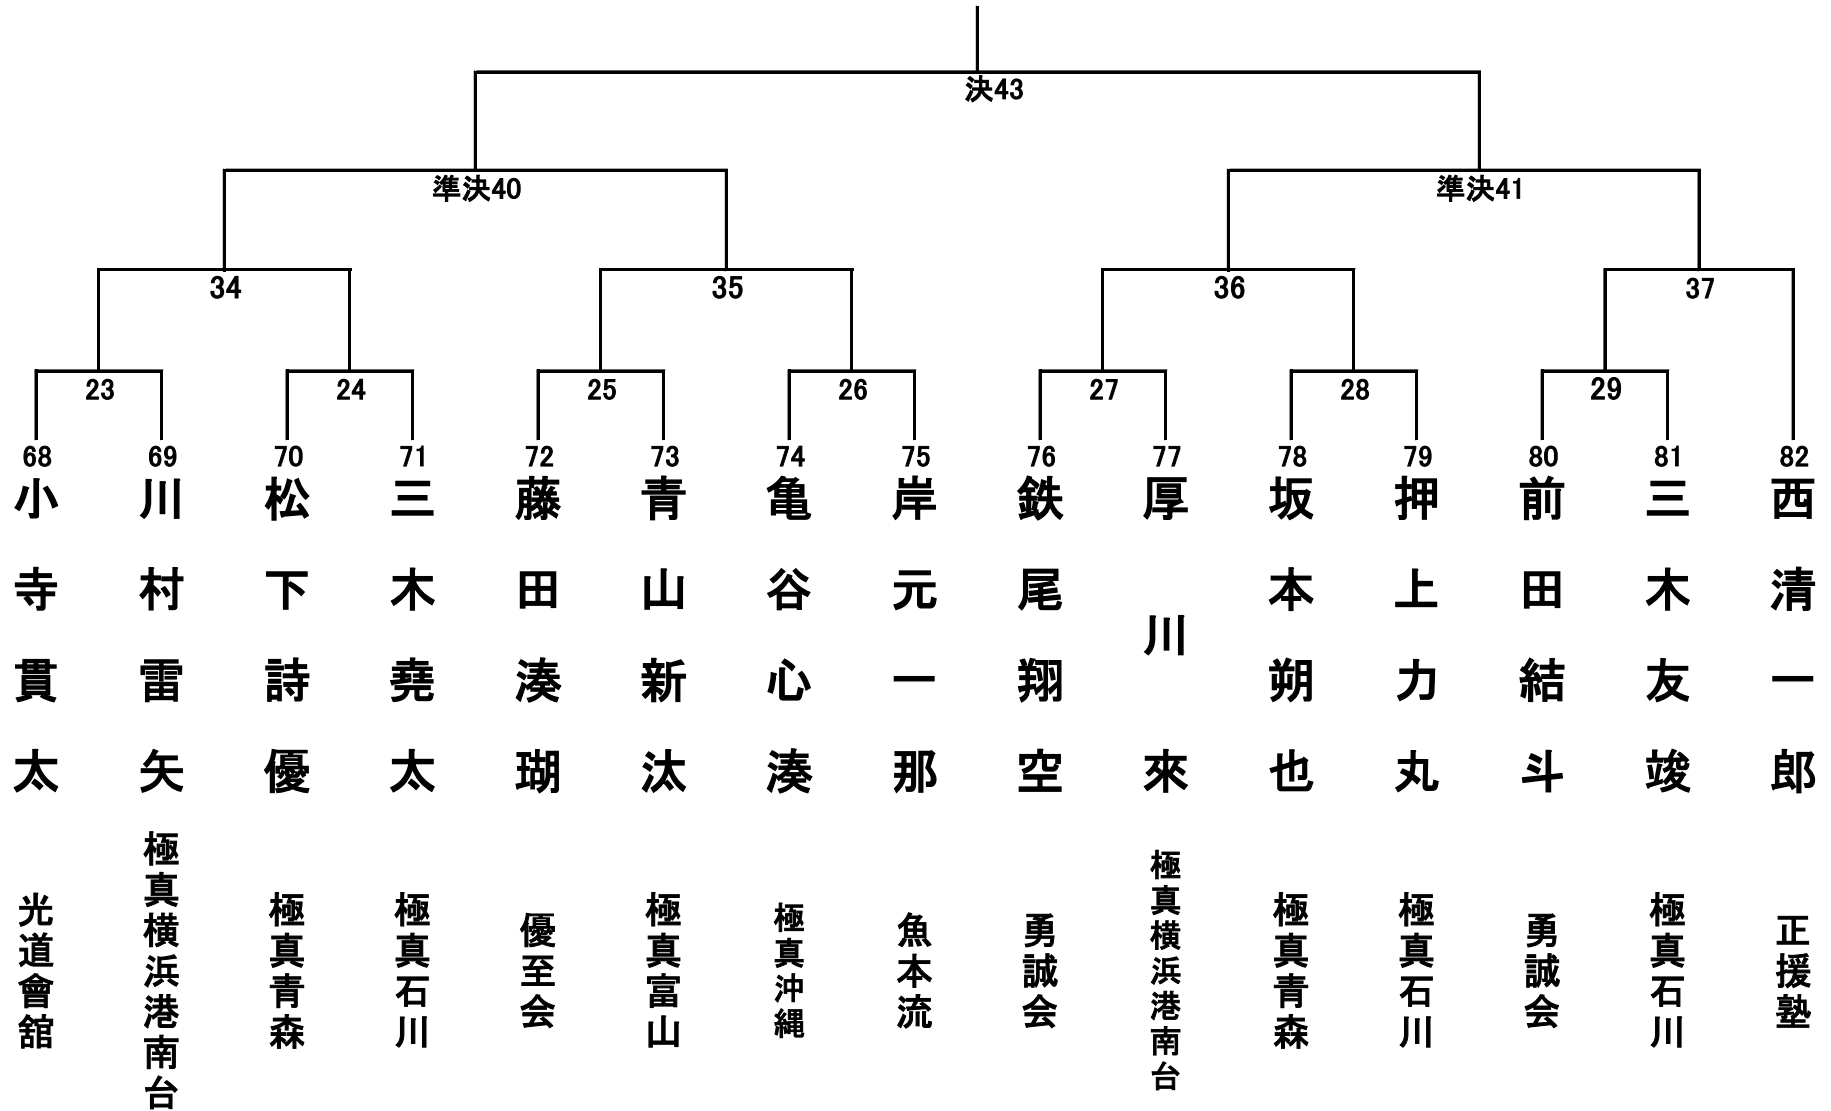 決43
準決40
準決41
34
35
36
37
23
24
25
26
27
28
29
68
69
70
71
72
73
74
75
76
77
78
79
80
81
82
小寺貫太
川村雷矢
松下詩優
三木堯太
藤田湊瑚
青山新汰
亀谷心湊
岸元一那
鉄尾翔空
厚川來
坂本朔也
押上力丸
前田結斗
三木友竣
西清一郎
光道會舘
極真横浜港南台
極真青森
極真石川
優至会
極真富山
極真沖縄
魚本流
勇誠会
極真横浜港南台
極真青森
極真石川
勇誠会
極真石川
正援塾